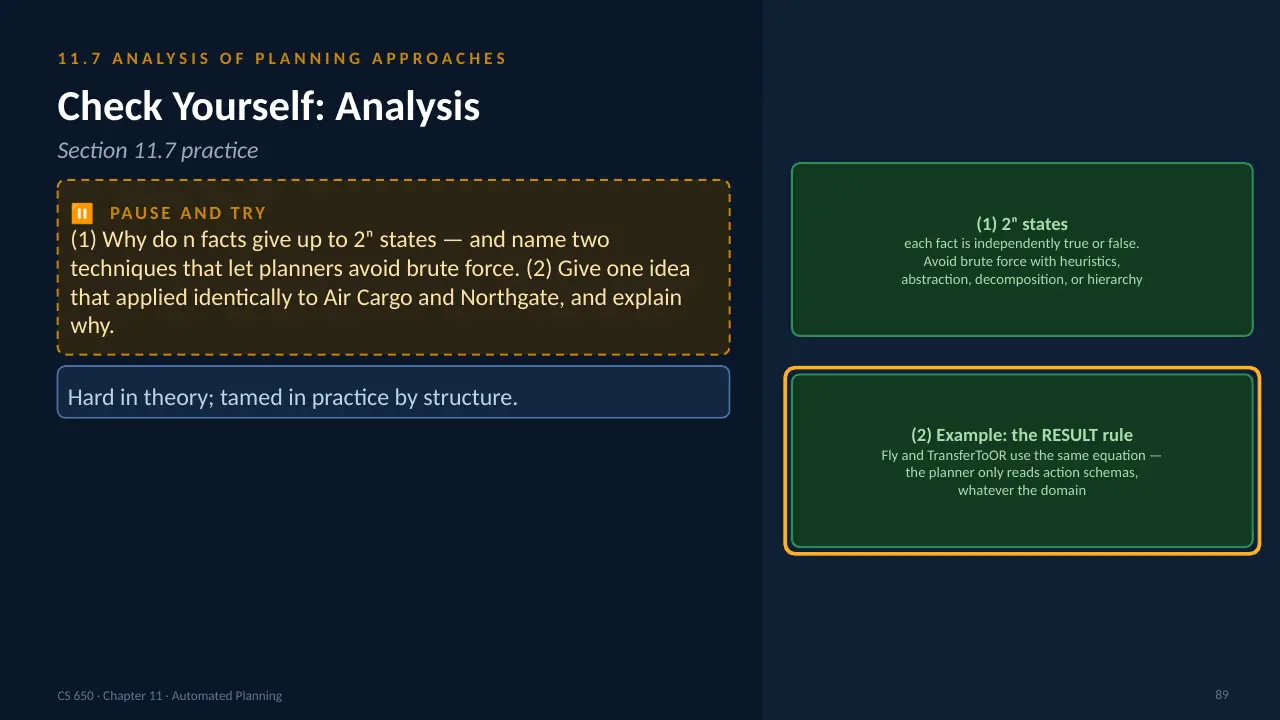 11.7 ANALYSIS OF PLANNING APPROACHES
Check Yourself: Analysis
Section 11.7 practice
⏸ PAUSE AND TRY
(1) Why do n facts give up to 2ⁿ states — and name two
techniques that let planners avoid brute force. (2) Give one idea
that applied identically to Air Cargo and Northgate, and explain
why.
Hard in theory; tamed in practice by structure.
(1) 2ⁿ states
each fact is independently true or false.
Avoid brute force with heuristics,
abstraction, decomposition, or hierarchy
(2) Example: the RESULT rule
Fly and TransferToOR use the same equation —
the planner only reads action schemas,
whatever the domain
CS 650 · Chapter 11 · Automated Planning
89